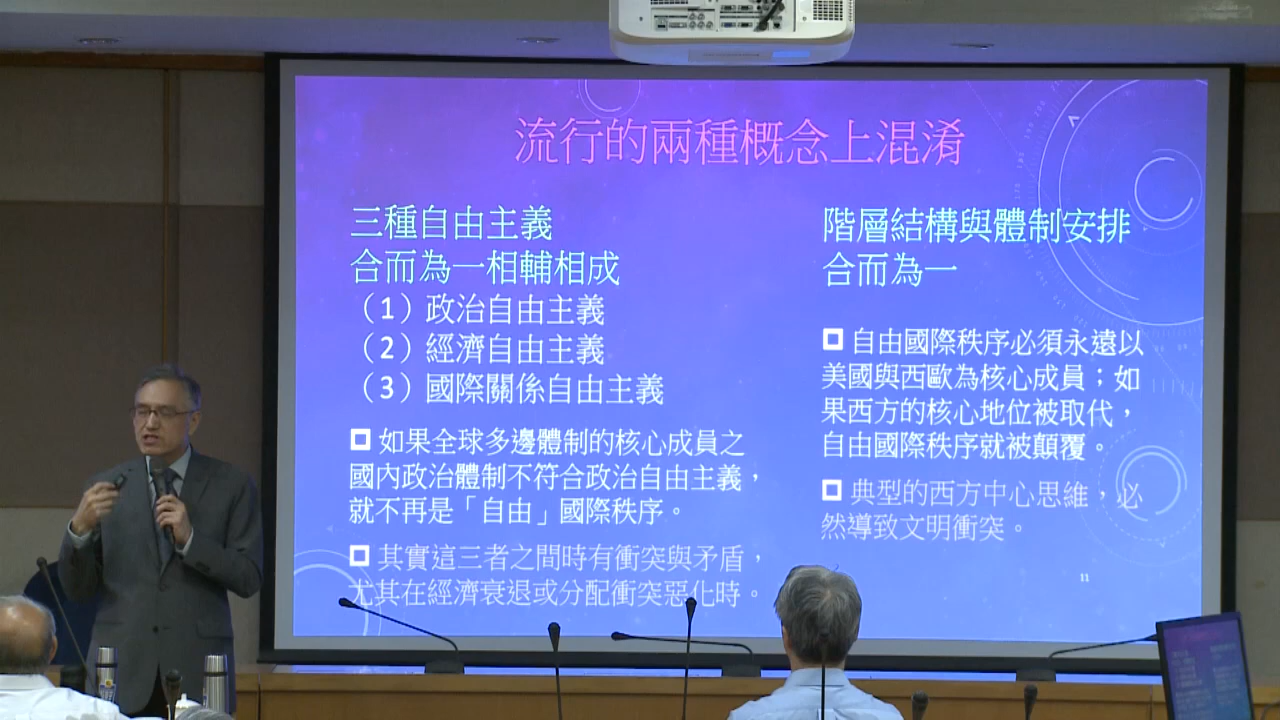 流行的兩種概念上混淆
三種自由主義
合而為一相輔相成
（1）政治自由主義
（2）經濟自由主義
（3）國際關係自由主義
如果全球多邊體制的核心成員之
國內政治體制不符合政治自由主義，
就不再是「自由」國際秩序。
其實這三者之間時有衝突與矛盾，
尤其在經濟衰退或分配衝突惡化時。
階層結構與體制安排
合而為一
自由國際秩序必須永遠以
美國與西歐為核心成員；如
果西方的核心地位被取代，
自由國際秩序就被顛覆。
典型的西方中心思維，必
然導致文明衝突。
11